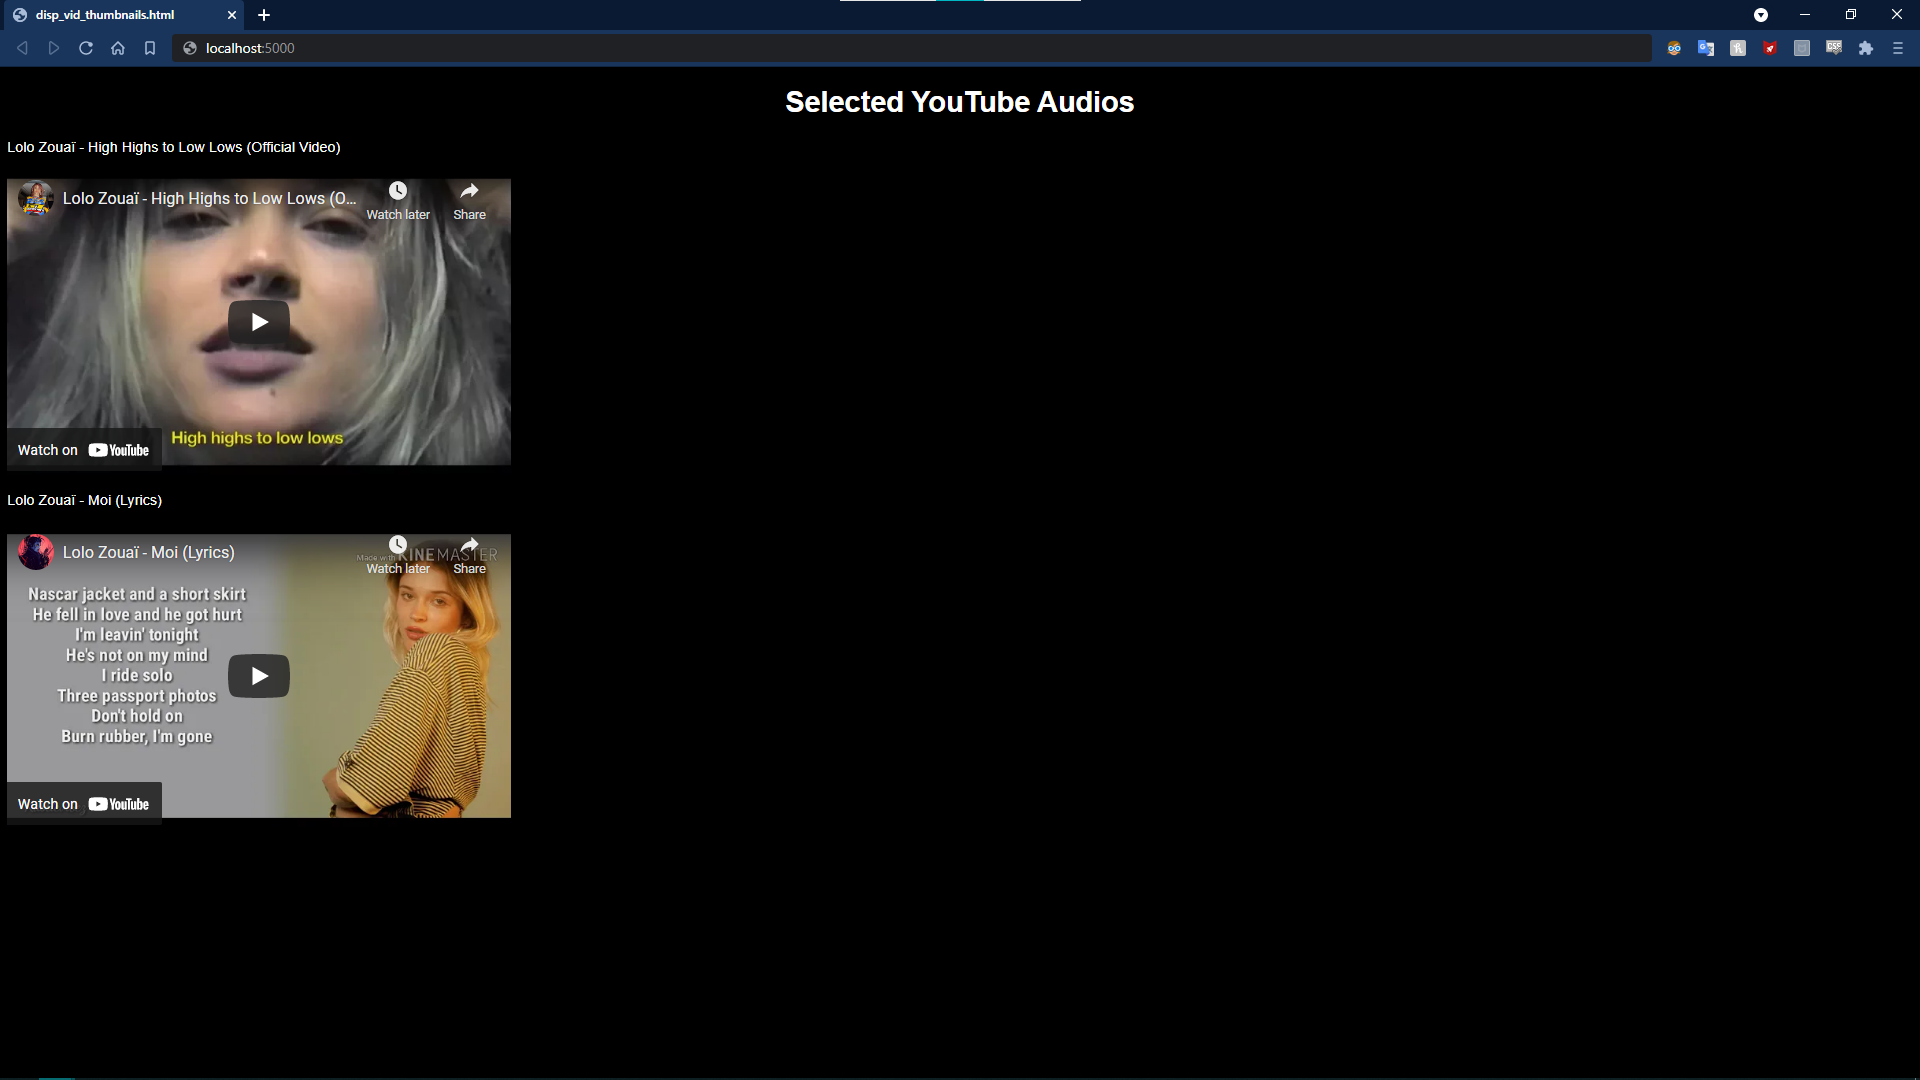 disp_vid_thumbnails.html
localhost:5000
CSP
Selected YouTube Audios
Lolo Zouaï - High Highs to Low Lows (Official Video)
Lolo Zouaï - High Highs to Low Lows (O...
Watch later
Share
High highs to low lows
Watch on YouTube
Lolo Zouaï - Moi (Lyrics)
Lolo Zouaï - Moi (Lyrics)
Made with KINEMASTER
Watch later
Share
Nascar jacket and a short skirt
He fell in love and he got hurt
I'm leavin' tonight
He's not on my mind
I ride solo
Three passport photos
Don't hold on
Burn rubber, I'm gone
Watch on YouTube